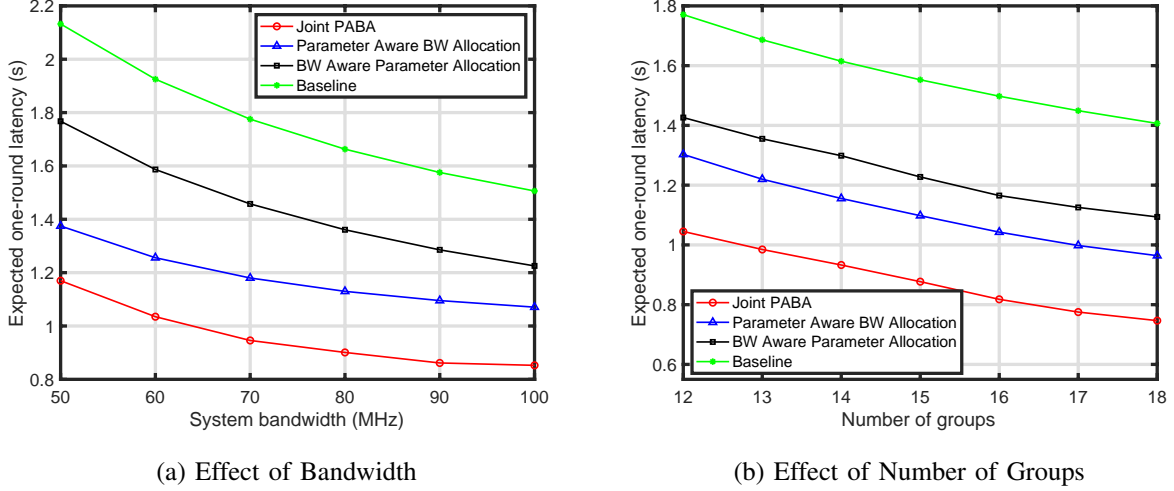 2.2
2
1.8
1.6
1.4
1.2
1
0.8
50 60 70 80 90 100
Expected one-round latency (s)
System bandwidth (MHz)
Joint PABA
Parameter Aware BW Allocation
BW Aware Parameter Allocation
Baseline
(a) Effect of Bandwidth
1.8
1.6
1.4
1.2
1
0.8
0.6
12 13 14 15 16 17 18
Expected one-round latency (s)
Number of groups
Joint PABA
Parameter Aware BW Allocation
BW Aware Parameter Allocation
Baseline
(b) Effect of Number of Groups